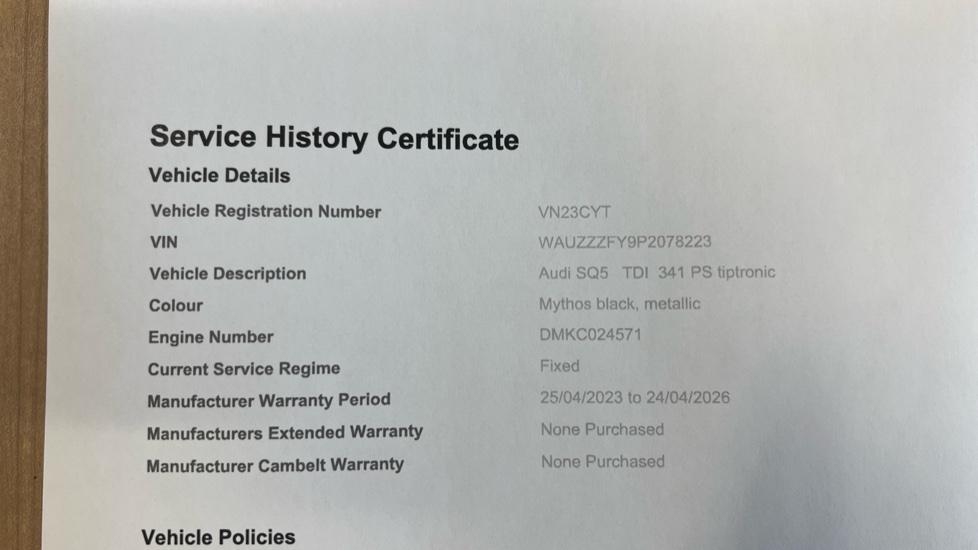 Service History Certificate
Vehicle Details
Vehicle Registration Number VN23CYT
VIN WAUZZZFY9P2078223
Vehicle Description Audi SQ5 TDI 341 PS tiptronic
Colour Mythos black, metallic
Engine Number DMKC024571
Current Service Regime Fixed
Manufacturer Warranty Period 25/04/2023 to 24/04/2026
Manufacturers Extended Warranty None Purchased
Manufacturer Cambelt Warranty None Purchased
Vehicle Policies